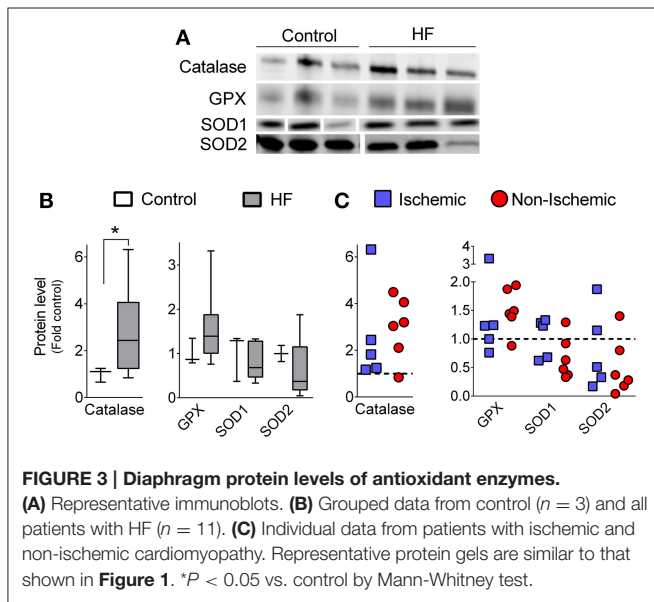 A
Control HF
Catalase
GPX
SOD1
SOD2
B Control HF
C Ischemic Non-Ischemic
Protein level
(Fold control)
6
4
2
0
*
Catalase
3
2
1
0
GPX SOD1 SOD2
6
4
2
0
Catalase
4
3
2.0
1.5
1.0
0.5
0.0
GPX SOD1 SOD2
FIGURE 3 | Diaphragm protein levels of antioxidant enzymes.
(A) Representative immunoblots. (B) Grouped data from control (n = 3) and all
patients with HF (n = 11). (C) Individual data from patients with ischemic and
non-ischemic cardiomyopathy. Representative protein gels are similar to that
shown in Figure 1. *P < 0.05 vs. control by Mann-Whitney test.